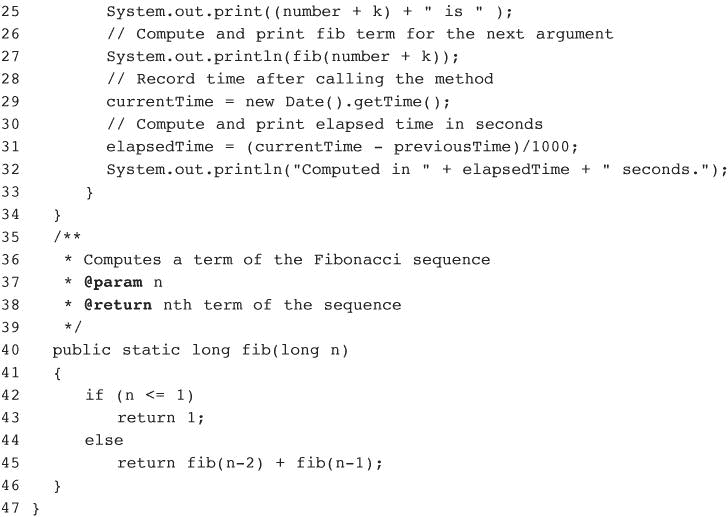 25         System.out.print((number + k) + " is " );
26         // Compute and print fib term for the next argument
27         System.out.println(fib(number + k));
28         // Record time after calling the method
29         currentTime = new Date().getTime();
30         // Compute and print elapsed time in seconds
31         elapsedTime = (currentTime - previousTime)/1000;
32         System.out.println("Computed in " + elapsedTime + " seconds.");
33       }
34    }
35    /**
36     * Computes a term of the Fibonacci sequence
37     * @param n
38     * @return nth term of the sequence
39     */
40    public static long fib(long n)
41    {
42       if (n <= 1)
43          return 1;
44       else
45          return fib(n-2) + fib(n-1);
46    }
47 }